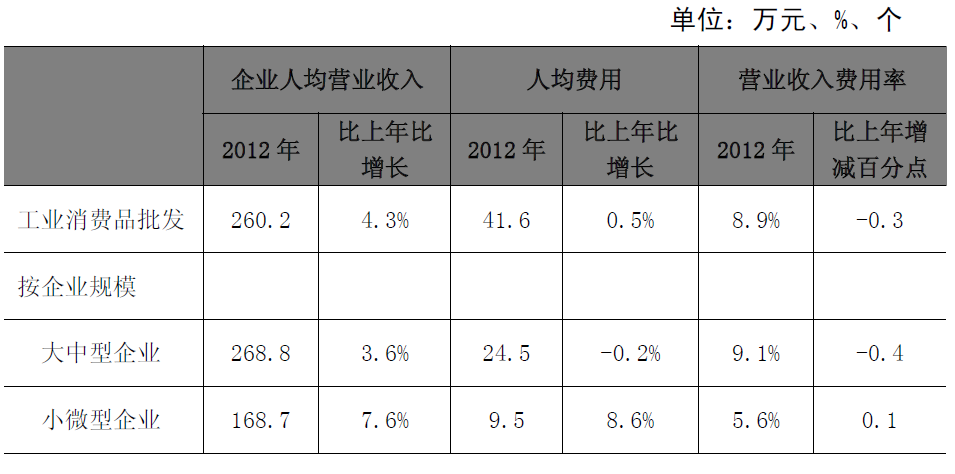 单位：万元、%、个
企业人均营业收入 人均费用 营业收入费用率
2012 年 比上年比增长 2012 年 比上年比增长 2012 年 比上年增减百分点
工业消费品批发 260.2 4.3% 41.6 0.5% 8.9% -0.3
按企业规模
大中型企业 268.8 3.6% 24.5 -0.2% 9.1% -0.4
小微型企业 168.7 7.6% 9.5 8.6% 5.6% 0.1